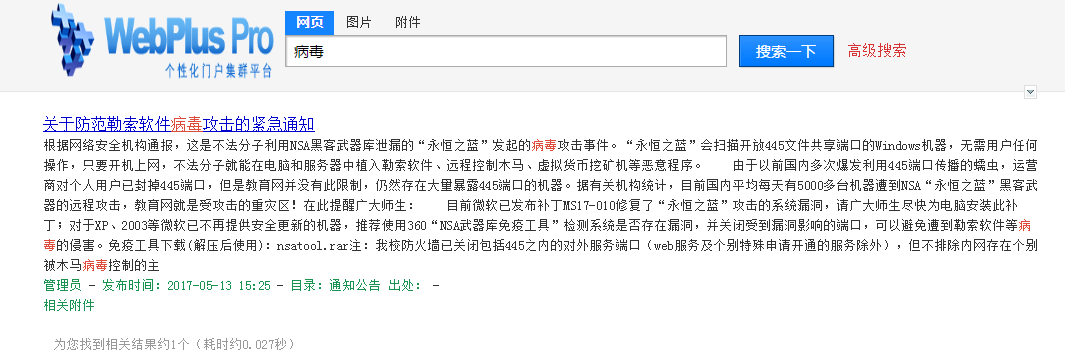 WebPlus Pro
个性化门户集群平台
网页 图片 附件
病毒
搜索一下 高级搜索
关于防范勒索软件病毒攻击的紧急通知
根据网络安全机构通报，这是不法分子利用NSA黑客武器库泄漏的“永恒之蓝”发起的病毒攻击事件。“永恒之蓝”会扫描开放445文件共享端口的Windows机器，无需用户任何
操作，只要开机上网，不法分子就能在电脑和服务器中植入勒索软件、远程控制木马、虚拟货币挖矿机等恶意程序。 由于以前国内多次爆发利用445端口传播的蠕虫，运营
商对个人用户已封掉445端口，但是教育网并没有此限制，仍然存在大量暴露445端口的机器。据有关机构统计，目前国内平均每天有5000多台机器遭到NSA“永恒之蓝”黑客武
器的远程攻击，教育网就是受攻击的重灾区！在此提醒广大师生： 目前微软已发布补丁MS17-010修复了“永恒之蓝”攻击的系统漏洞，请广大师生尽快为电脑安装此补
丁；对于XP、2003等微软已不再提供安全更新的机器，推荐使用360“NSA武器库免疫工具”检测系统是否存在漏洞，并关闭受到漏洞影响的端口，可以避免遭到勒索软件等病
毒的侵害。免疫工具下载(解压后使用)：nsatool.rar注：我校防火墙已关闭包括445之内的对外服务端口（web服务及个别特殊申请开通的服务除外），但不排除内网存在个别
被木马病毒控制的主
管理员 - 发布时间：2017-05-13 15:25 - 目录：通知公告 出处： -
相关附件
为您找到相关结果约1个（耗时约0.027秒）